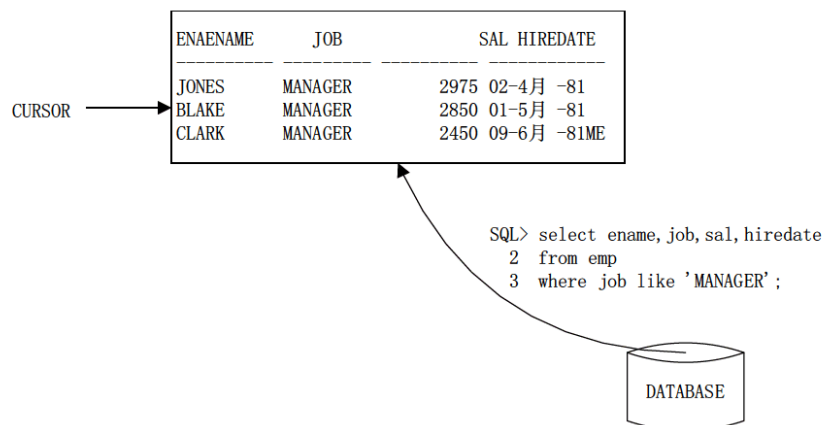 ENAENAME JOB SAL HIREDATE
---------- --------- ---------- ------------
JONES MANAGER 2975 02-4月 -81
CURSOR
BLAKE MANAGER 2850 01-5月 -81
CLARK MANAGER 2450 09-6月 -81ME
SQL> select ename,job,sal,hiredate
2 from emp
3 where job like 'MANAGER';
DATABASE